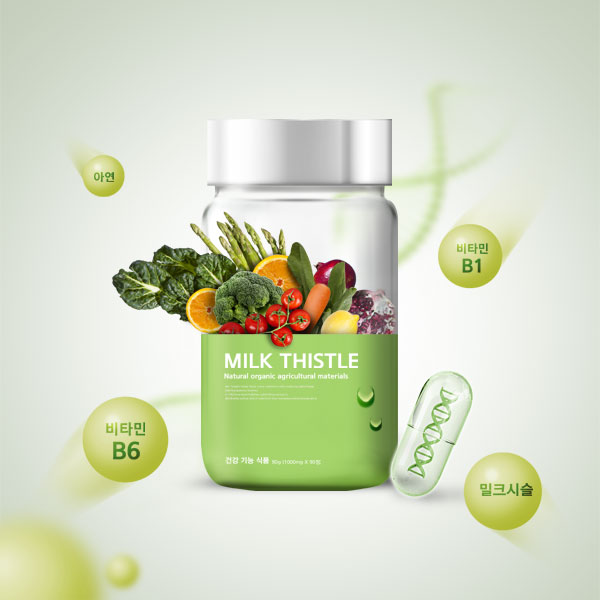 아연
비타민
B1
MILK THISTLE
Natural organic agricultural materials
비타민
B6
건강 기능 식품
밀크시슬